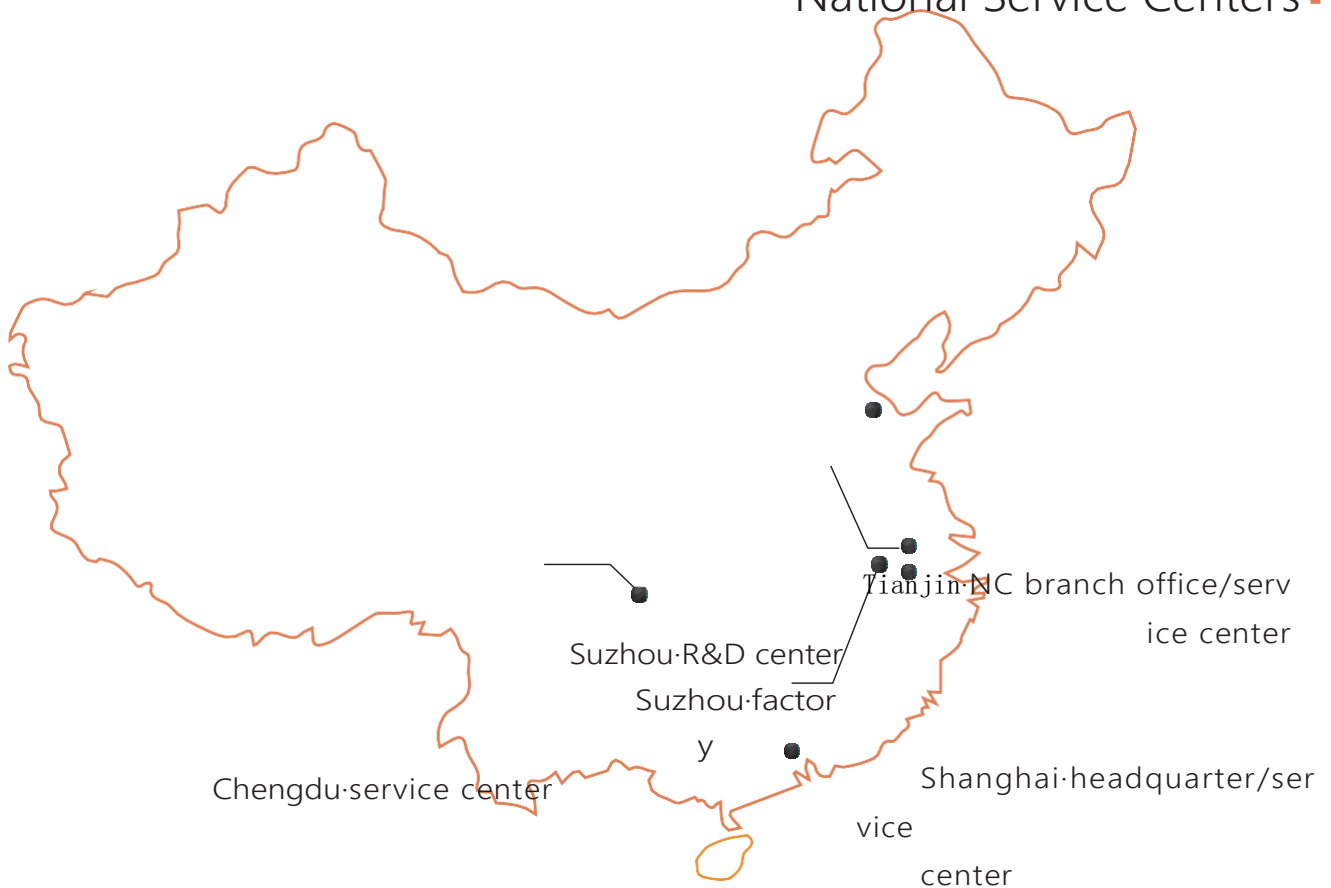 National Service Centers
Tianjin·NC branch office/serv
ice center
Suzhou·R&D center
Suzhou·factor
y
Chengdu·service center
Shanghai·headquarter/ser
vice
center